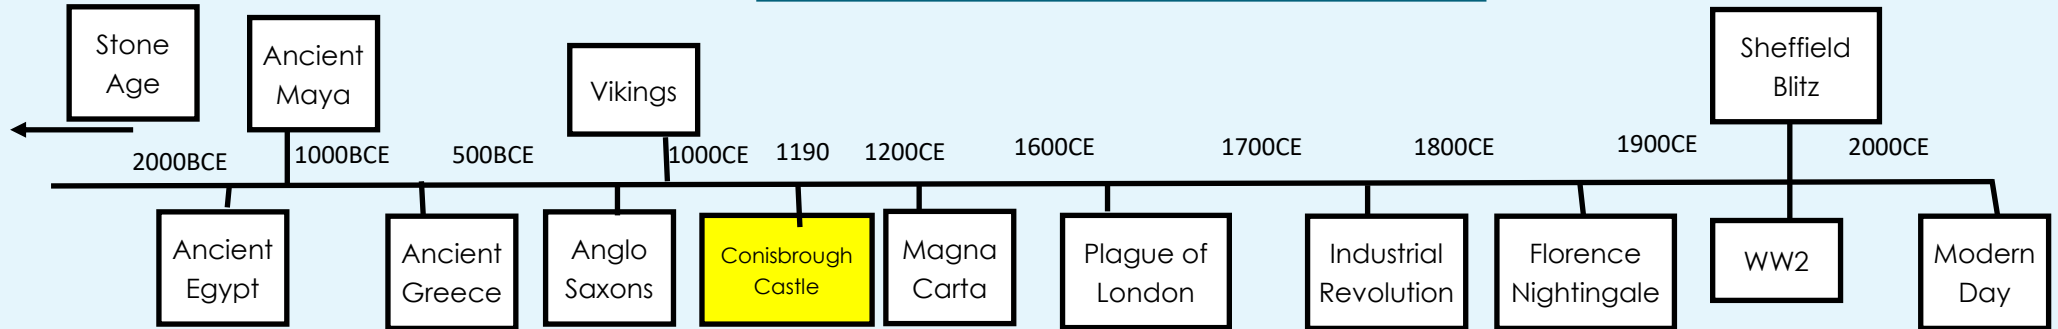 Stone
Age
Ancient
Maya
Vikings
Sheffield
Blitz
2000BCE
1000BCE
500BCE
1000CE
1190
1200CE
1600CE
1700CE
1800CE
1900CE
2000CE
Ancient
Egypt
Ancient
Greece
Anglo
Saxons
Conisbrough
Castle
Magna
Carta
Plague of
London
Industrial
Revolution
Florence
Nightingale
WW2
Modern
Day